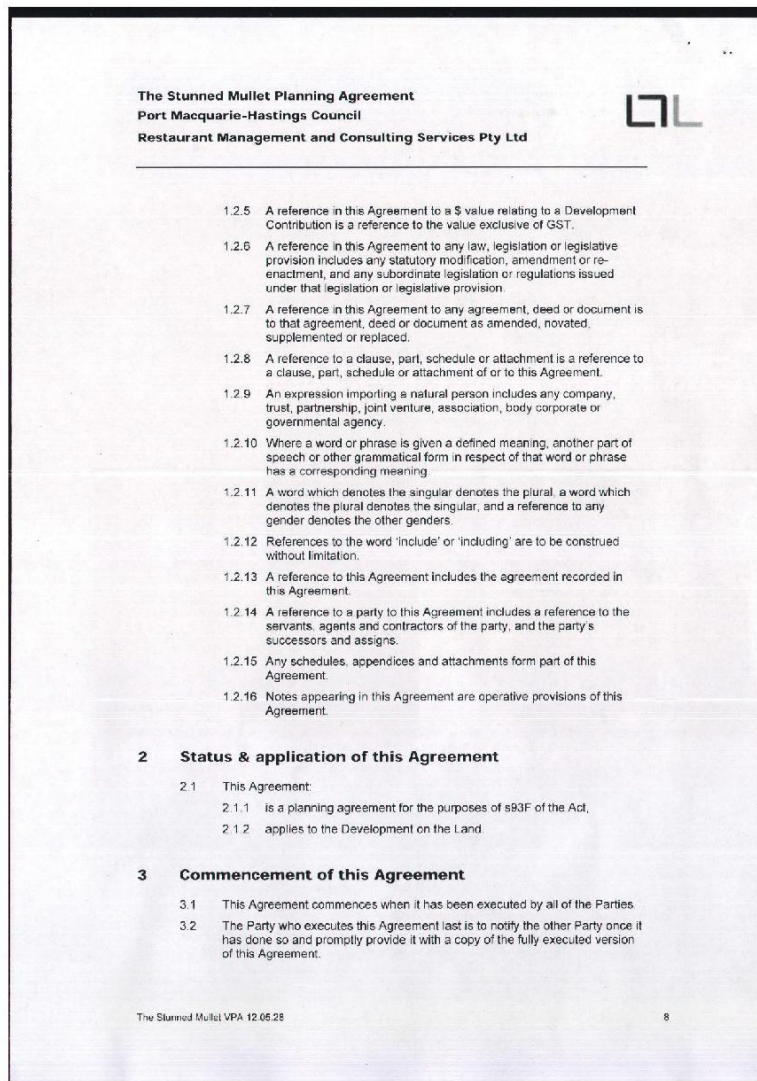 The Stunned Mullet Planning Agreement
Port Macquarie-Hastings Council
Restaurant Management and Consulting Services Pty Ltd
1.2.5 A reference in this Agreement to a $ value relating to a Development
Contribution is a reference to the value exclusive of GST.
1.2.6 A reference in this Agreement to any law, legislation or legislative
provision includes any statutory modification, amendment or re-
enactment, and any subordinate legislation or regulations issued
under that legislation or legislative provision.
1.2.7 A reference in this Agreement to any agreement, deed or document is
to that agreement, deed or document as amended, novated,
supplemented or replaced.
1.2.8 A reference to a clause, part, schedule or attachment is a reference to
a clause, part, schedule or attachment of or to this Agreement.
1.2.9 An expression importing a natural person includes any company,
trust, partnership, joint venture, association, body corporate or
governmental agency.
1.2.10 Where a word or phrase is given a defined meaning, another part of
speech or other grammatical form in respect of that word or phrase
has a corresponding meaning.
1.2.11 A word which denotes the singular denotes the plural, a word which
denotes the plural denotes the singular, and a reference to any
gender denotes the other genders.
1.2.12 References to the word 'include' or 'including' are to be construed
without limitation.
1.2.13 A reference to this Agreement includes the agreement recorded in
this Agreement.
1.2.14 A reference to a party to this Agreement includes a reference to the
servants, agents and contractors of the party, and the party's
successors and assigns.
1.2.15 Any schedules, appendices and attachments form part of this
Agreement.
1.2.16 Notes appearing in this Agreement are operative provisions of this
Agreement.
2 Status & application of this Agreement
2.1 This Agreement:
2.1.1 is a planning agreement for the purposes of s93F of the Act,
2.1.2 applies to the Development on the Land
3 Commencement of this Agreement
3.1 This Agreement commences when it has been executed by all of the Parties
3.2 The Party who executes this Agreement last is to notify the other Party once it
has done so and promptly provide it with a copy of the fully executed version
of this Agreement.
The Stunned Mullet VPA 12.05.28 8